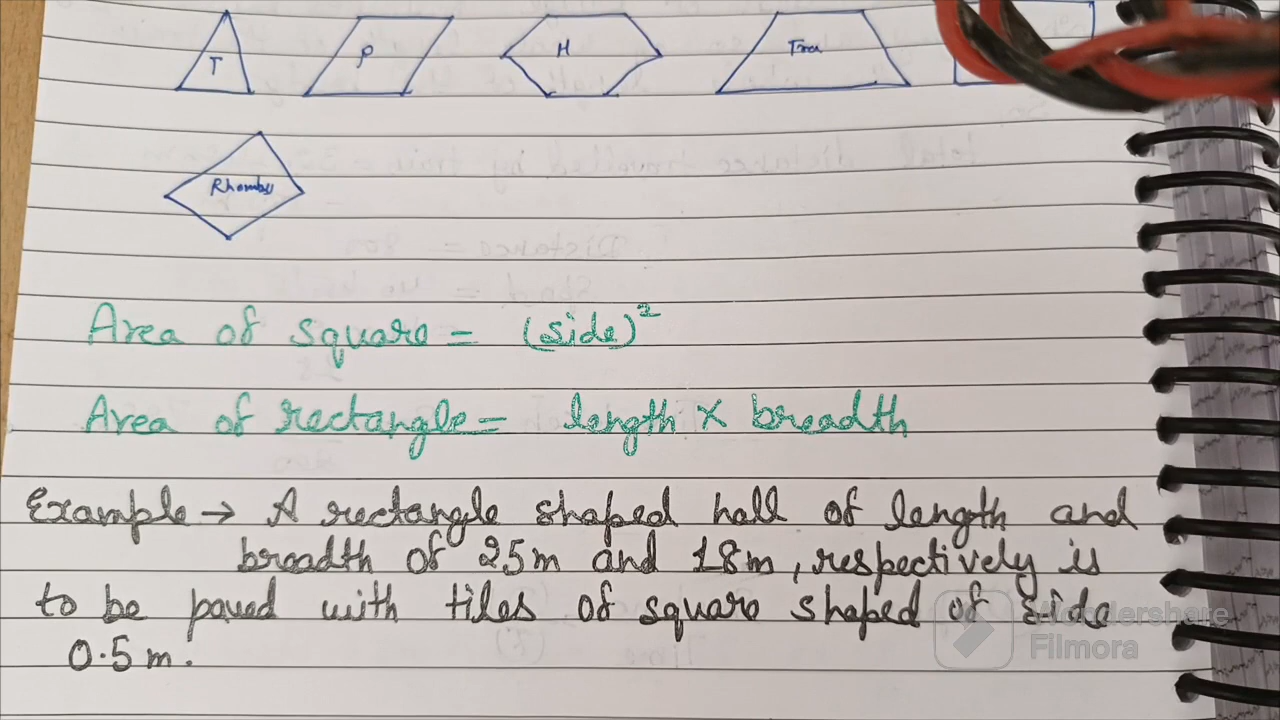 T P H Tra
Rhombus
Area of square = (side)²
Area of rectangle = length × breadth
Example → A rectangle shaped hall of length and
breadth of 25m and 18m, respectively is
to be paved with tiles of square shaped of side
0.5m.
Wondershare
Filmora